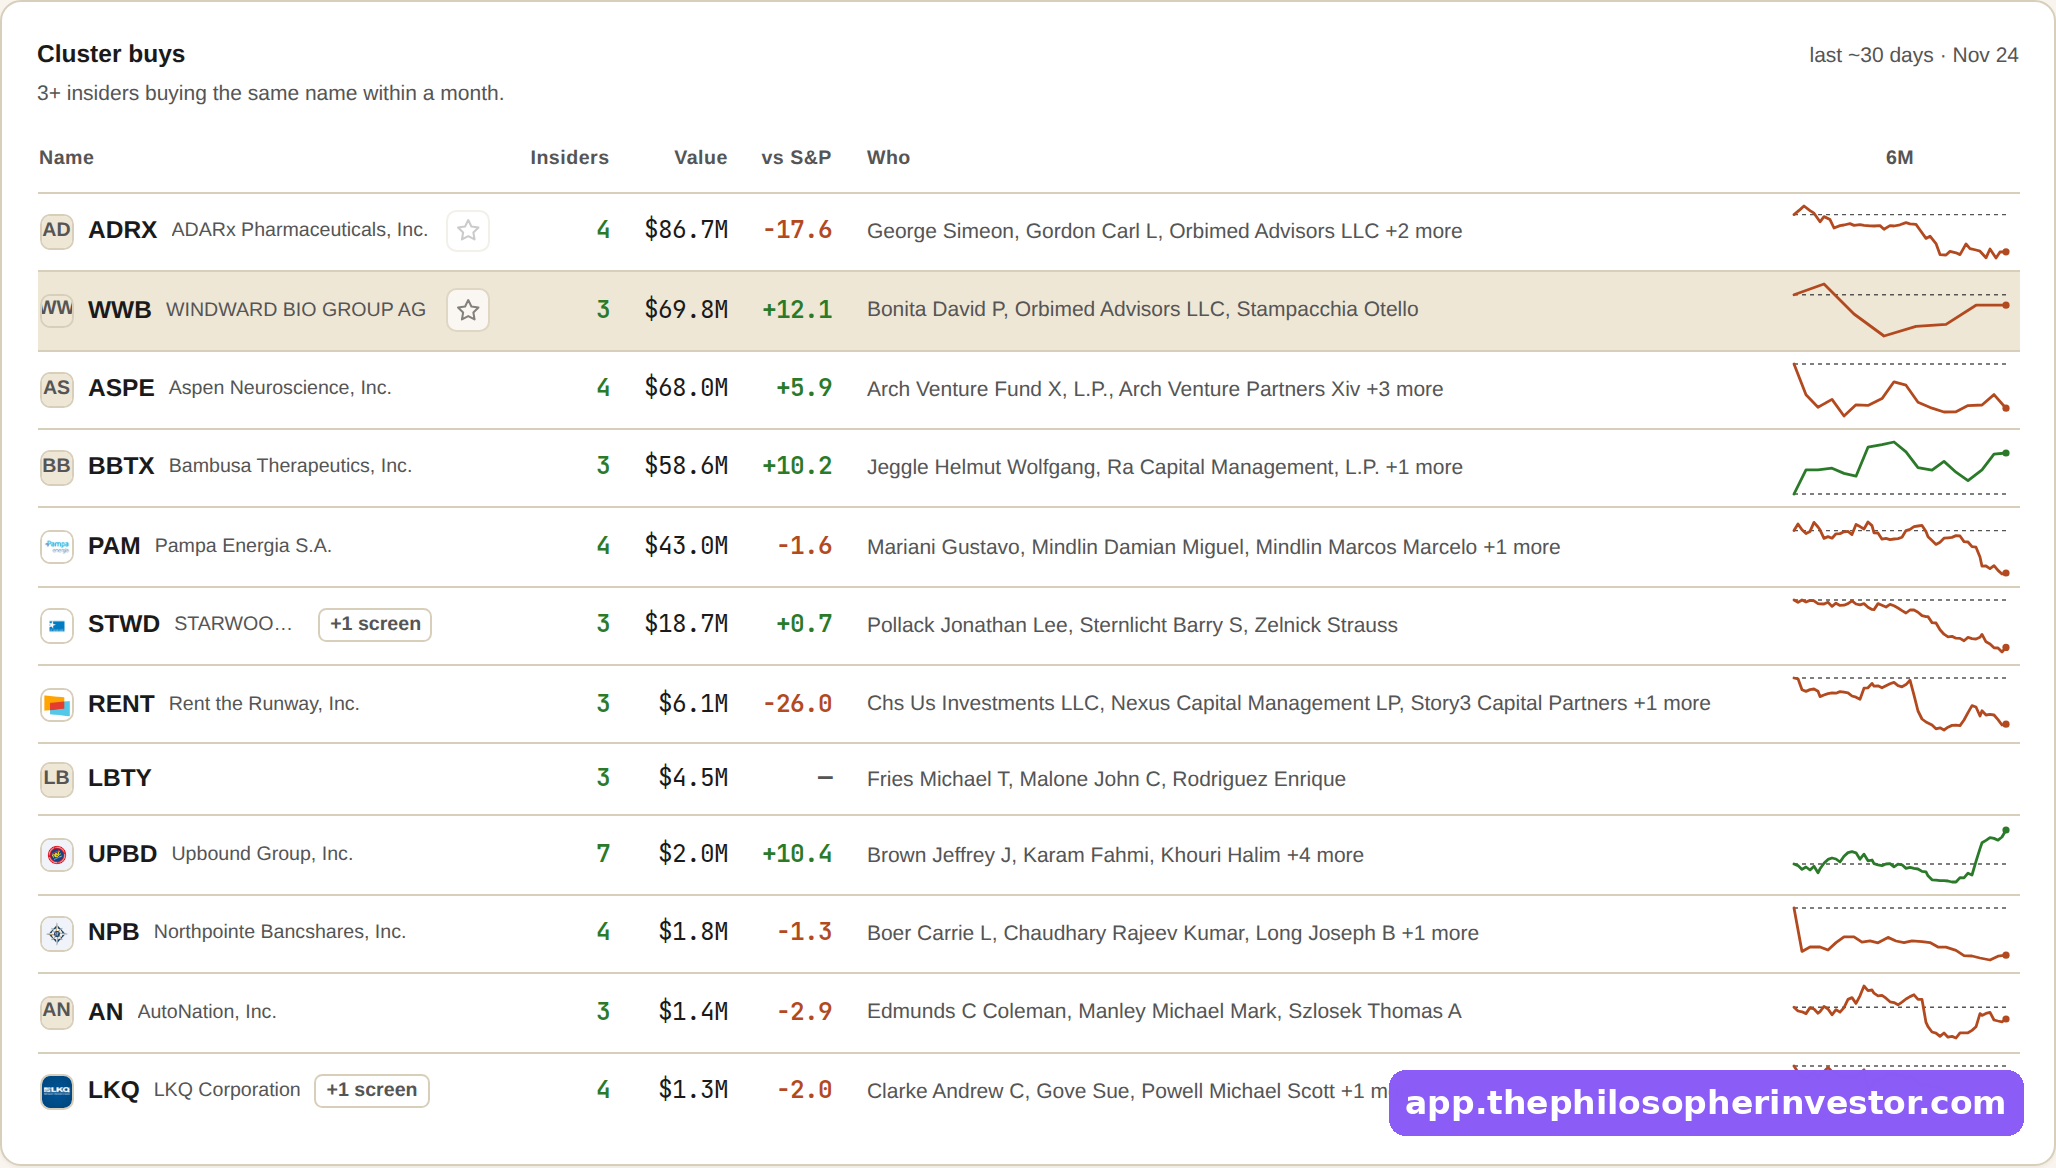 Cluster buys
last ~30 days · Nov 24
3+ insiders buying the same name within a month.
Name Insiders Value vs S&P Who 6M
AD ADRX ADARx Pharmaceuticals, Inc. 4 $86.7M -17.6 George Simeon, Gordon Carl L, Orbimed Advisors LLC +2 more
WW WWB WINDWARD BIO GROUP AG 3 $69.8M +12.1 Bonita David P, Orbimed Advisors LLC, Stampacchia Otello
AS ASPE Aspen Neuroscience, Inc. 4 $68.0M +5.9 Arch Venture Fund X, L.P., Arch Venture Partners Xiv +3 more
BB BBTX Bambusa Therapeutics, Inc. 3 $58.6M +10.2 Jeggle Helmut Wolfgang, Ra Capital Management, L.P. +1 more
Pampa energía PAM Pampa Energia S.A. 4 $43.0M -1.6 Mariani Gustavo, Mindlin Damian Miguel, Mindlin Marcos Marcelo +1 more
STWD STARWOO... +1 screen 3 $18.7M +0.7 Pollack Jonathan Lee, Sternlicht Barry S, Zelnick Strauss
RENT Rent the Runway, Inc. 3 $6.1M -26.0 Chs Us Investments LLC, Nexus Capital Management LP, Story3 Capital Partners +1 more
LB LBTY 3 $4.5M — Fries Michael T, Malone John C, Rodriguez Enrique
UPBD Upbound Group, Inc. 7 $2.0M +10.4 Brown Jeffrey J, Karam Fahmi, Khouri Halim +4 more
NPB Northpointe Bancshares, Inc. 4 $1.8M -1.3 Boer Carrie L, Chaudhary Rajeev Kumar, Long Joseph B +1 more
AN AN AutoNation, Inc. 3 $1.4M -2.9 Edmunds C Coleman, Manley Michael Mark, Szlosek Thomas A
LKQ LKQ LKQ Corporation +1 screen 4 $1.3M -2.0 Clarke Andrew C, Gove Sue, Powell Michael Scott +1 m
app.thephilosopherinvestor.com